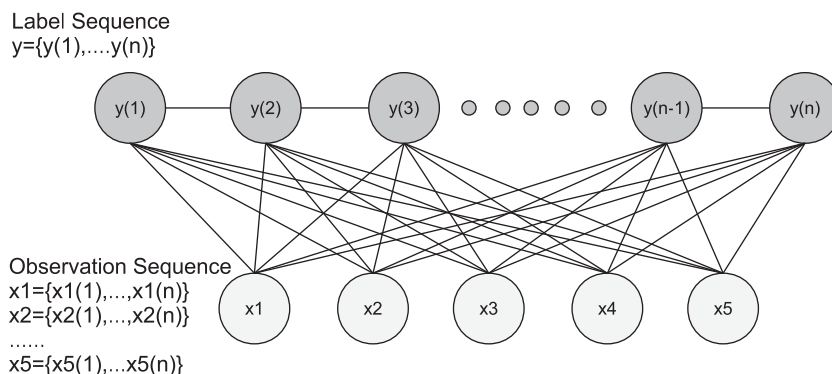 Label Sequence
y={y(1),....y(n)}
y(1) y(2) y(3) y(n-1) y(n)
Observation Sequence
x1={x1(1),...,x1(n)}
x2={x2(1),...,x2(n)}
......
x5={x5(1),...x5(n)}
x1 x2 x3 x4 x5